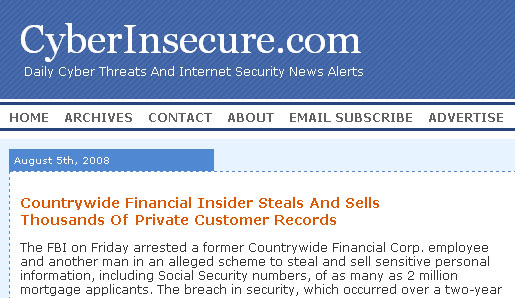 CyberInsecure.com
Daily Cyber Threats And Internet Security News Alerts
HOME ARCHIVES CONTACT ABOUT EMAIL SUBSCRIBE ADVERTISE
August 5th, 2008
Countrywide Financial Insider Steals And Sells
Thousands Of Private Customer Records
The FBI on Friday arrested a former Countrywide Financial Corp. employee
and another man in an alleged scheme to steal and sell sensitive personal
information, including Social Security numbers, of as many as 2 million
mortgage applicants. The breach in security, which occurred over a two-year